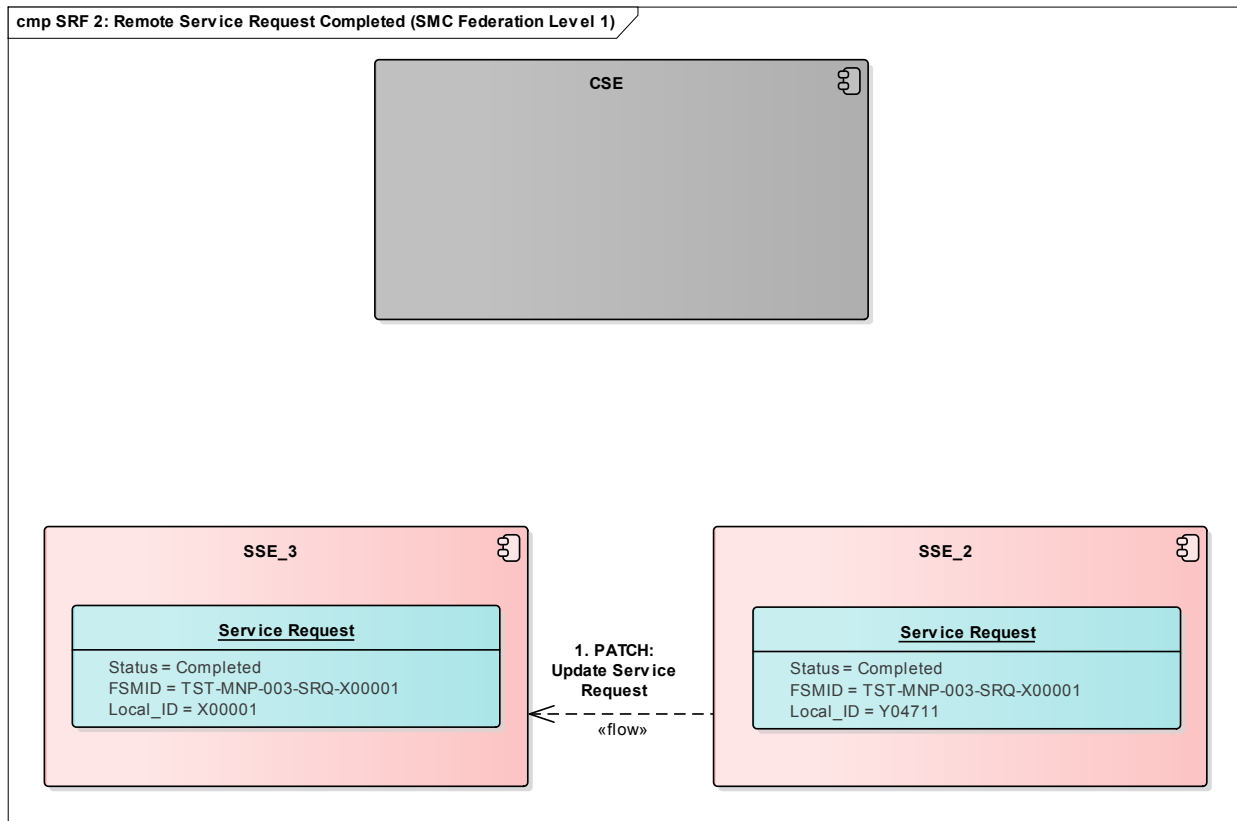 cmp SRF 2: Remote Service Request Completed (SMC Federation Level 1)
CSE
SSE_3
Service Request
Status = Completed
FSMID = TST-MNP-003-SRQ-X00001
Local_ID = X00001
1. PATCH:
Update Service
Request
«flow»
SSE_2
Service Request
Status = Completed
FSMID = TST-MNP-003-SRQ-X00001
Local_ID = Y04711